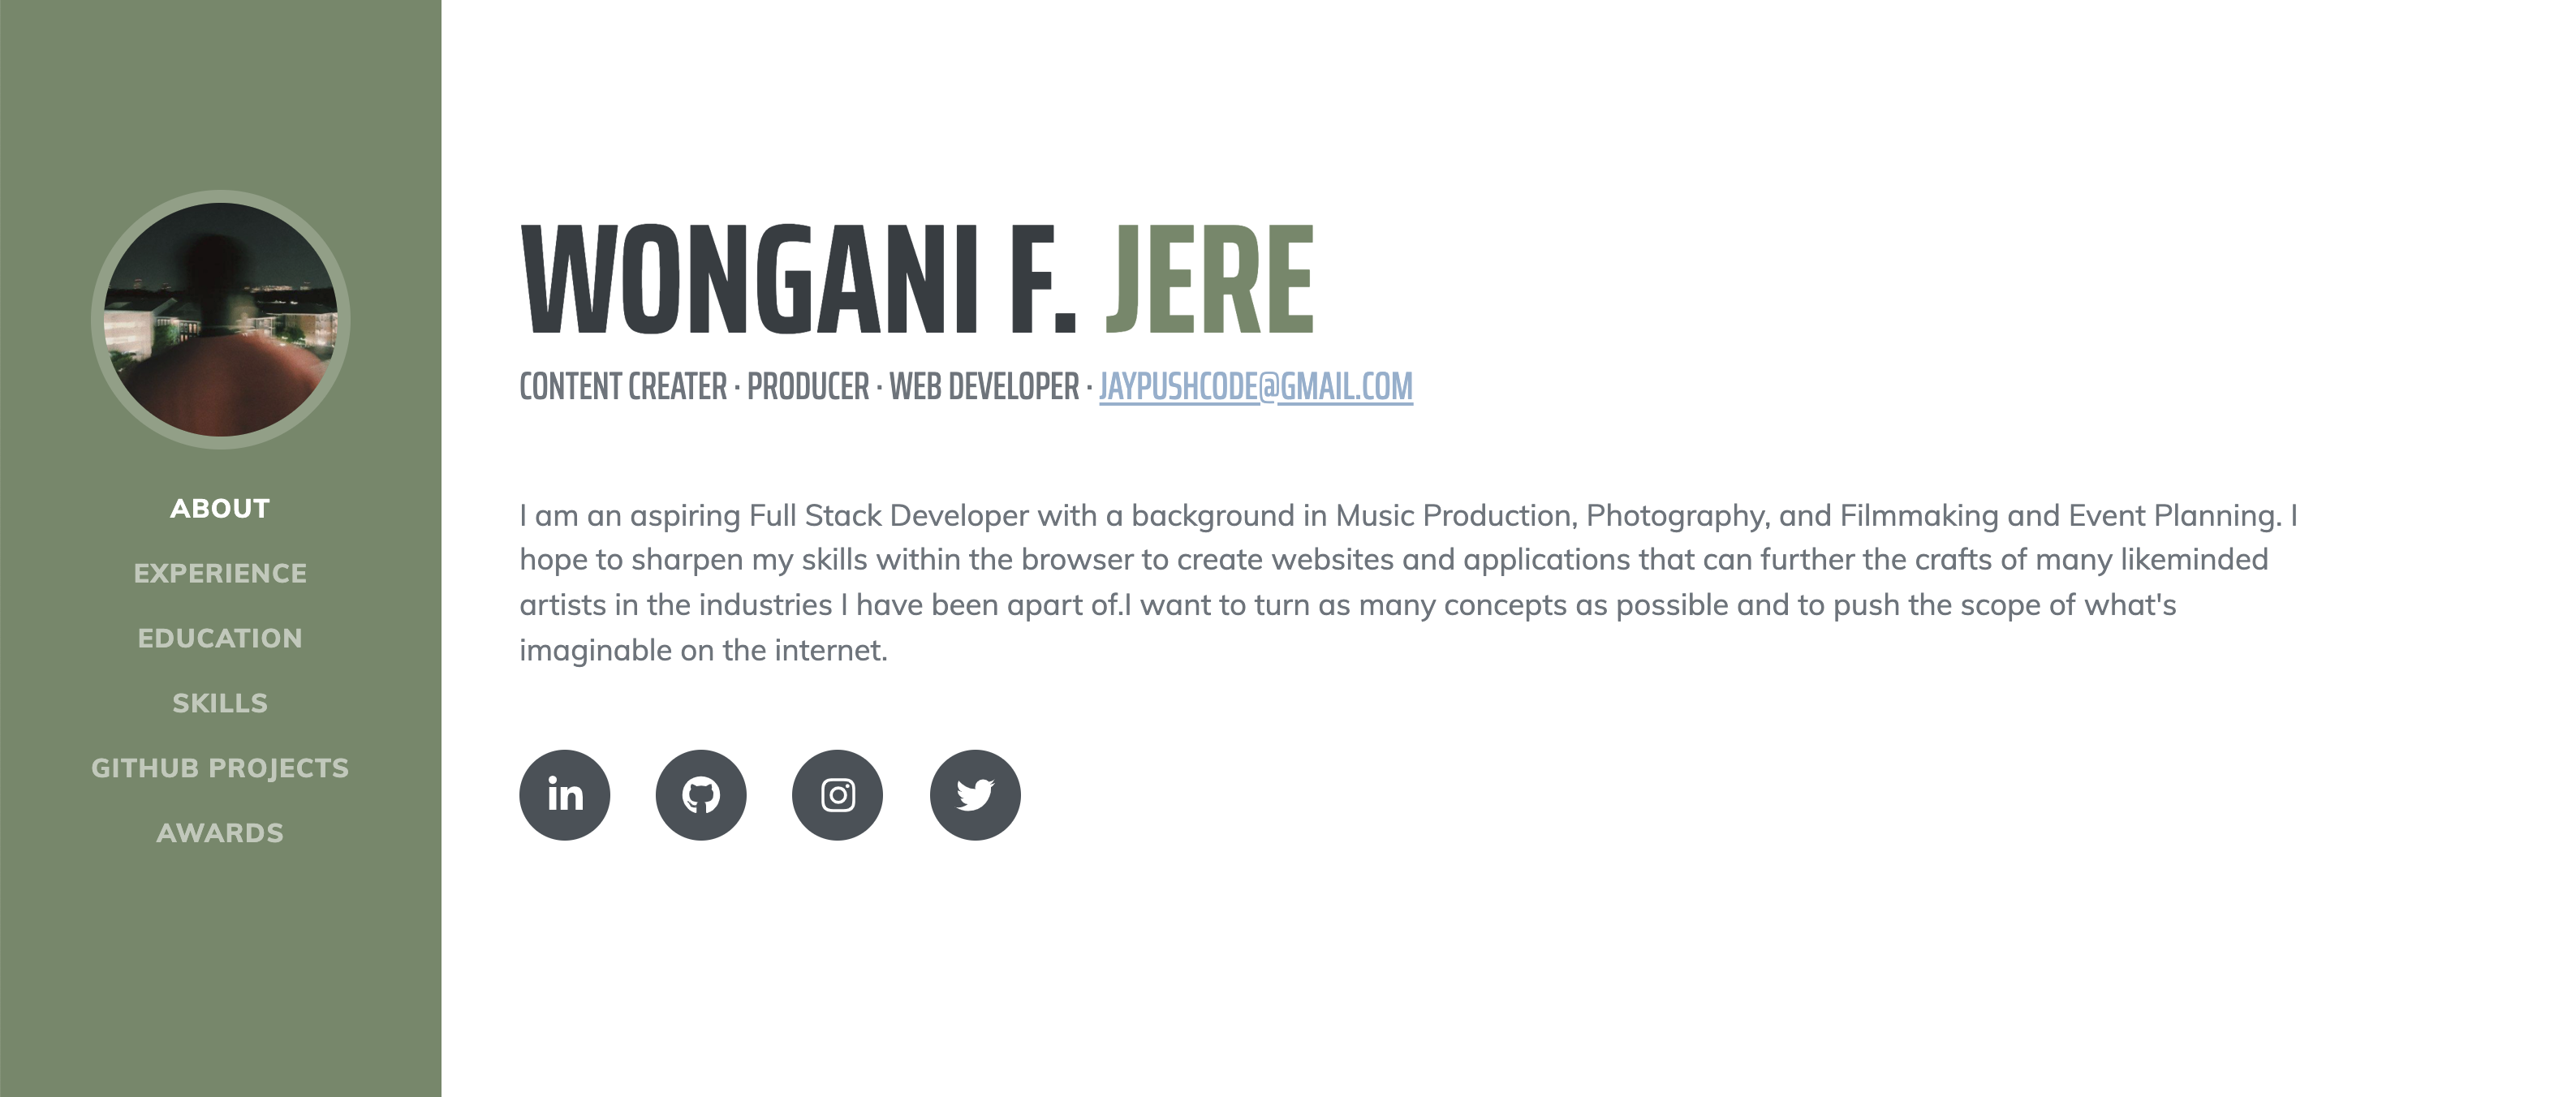 ABOUT
EXPERIENCE
EDUCATION
SKILLS
GITHUB PROJECTS
AWARDS
WONGANI F. JERE
CONTENT CREATER · PRODUCER · WEB DEVELOPER · JAYPUSHCODE@GMAIL.COM
I am an aspiring Full Stack Developer with a background in Music Production, Photography, and Filmmaking and Event Planning. I
hope to sharpen my skills within the browser to create websites and applications that can further the crafts of many likeminded
artists in the industries I have been apart of.I want to turn as many concepts as possible and to push the scope of what's
imaginable on the internet.
in